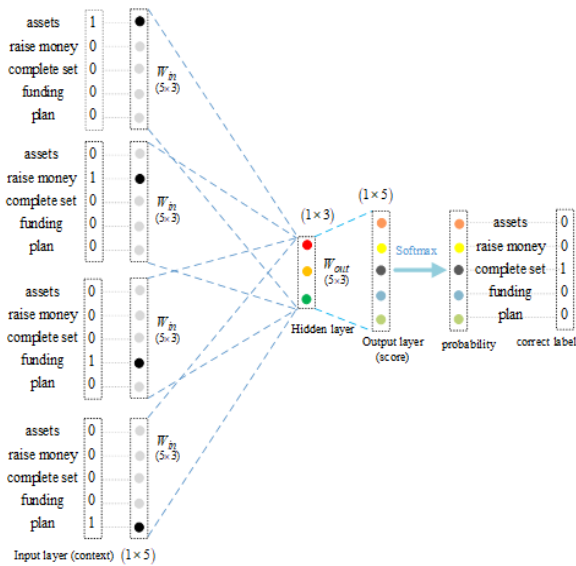 assets 1
raise money 0
complete set 0
funding 0
plan 0
W_in
(5×3)
assets 0
raise money 1
complete set 0
funding 0
plan 0
W_in
(5×3)
assets 0
raise money 0
complete set 0
funding 1
plan 0
W_in
(5×3)
assets 0
raise money 0
complete set 0
funding 0
plan 1
W_in
(5×3)
Input layer (context) (1×5)
(1×3)
W_out
(5×3)
Hidden layer
(1×5)
Output layer
(score)
Softmax
assets 0
raise money 0
complete set 1
funding 0
plan 0
probability
correct label